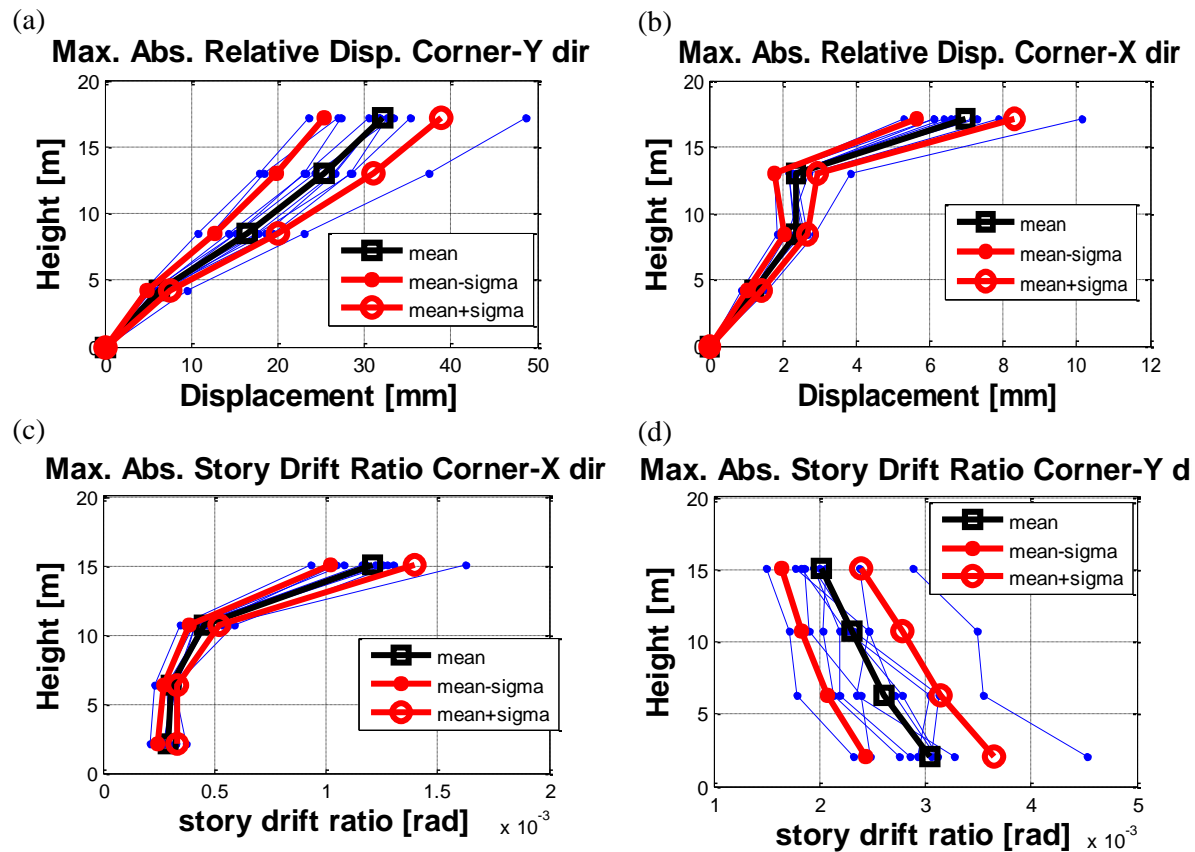 (a)
Max. Abs. Relative Disp. Corner-Y dir
20
15
10
5
0
Height [m]
mean
mean-sigma
mean+sigma
0 10 20 30 40 50
Displacement [mm]
(b)
Max. Abs. Relative Disp. Corner-X dir
20
15
10
5
0
Height [m]
mean
mean-sigma
mean+sigma
0 2 4 6 8 10 12
Displacement [mm]
(c)
Max. Abs. Story Drift Ratio Corner-X dir
20
15
10
5
0
Height [m]
mean
mean-sigma
mean+sigma
0 0.5 1 1.5 2
x 10-3
story drift ratio [rad]
(d)
Max. Abs. Story Drift Ratio Corner-Y d
20
15
10
5
0
Height [m]
mean
mean-sigma
mean+sigma
1 2 3 4 5
x 10-3
story drift ratio [rad]